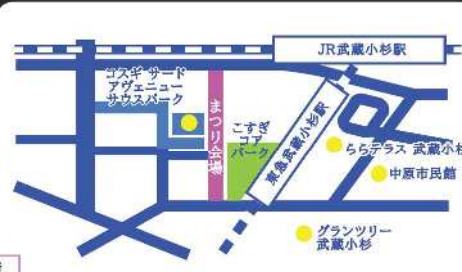 JR武蔵小杉駅
コスギ サード
アヴェニュー
サウスパーク
まつり会場
こすぎ
コア
パーク
東急武蔵小杉駅
ららテラス 武蔵小杉
中原市民館
グランツリー
武蔵小杉